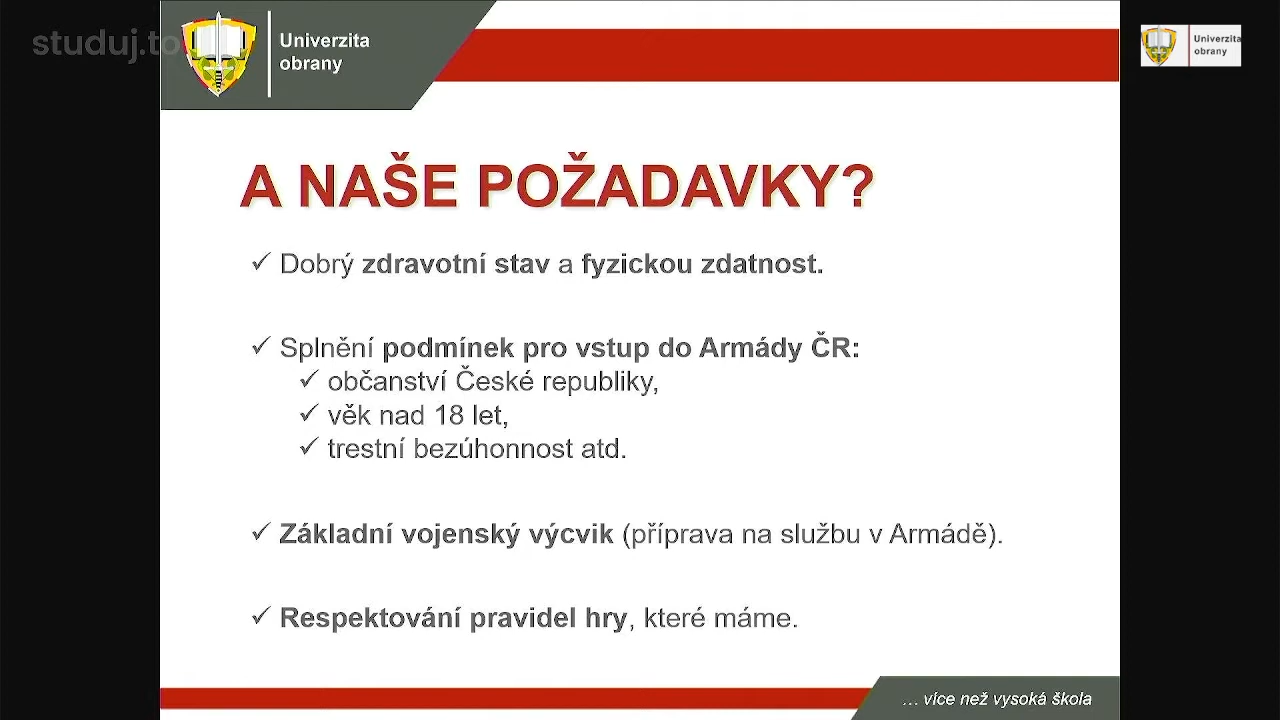 studuj.to
Univerzita
obrany
Univerzita
obrany
A NAŠE POŽADAVKY?
✓ Dobrý zdravotní stav a fyzickou zdatnost.
✓ Splnění podmínek pro vstup do Armády ČR:
✓ občanství České republiky,
✓ věk nad 18 let,
✓ trestní bezúhonnost atd.
✓ Základní vojenský výcvik (příprava na službu v Armádě).
✓ Respektování pravidel hry, které máme.
... více než vysoká škola